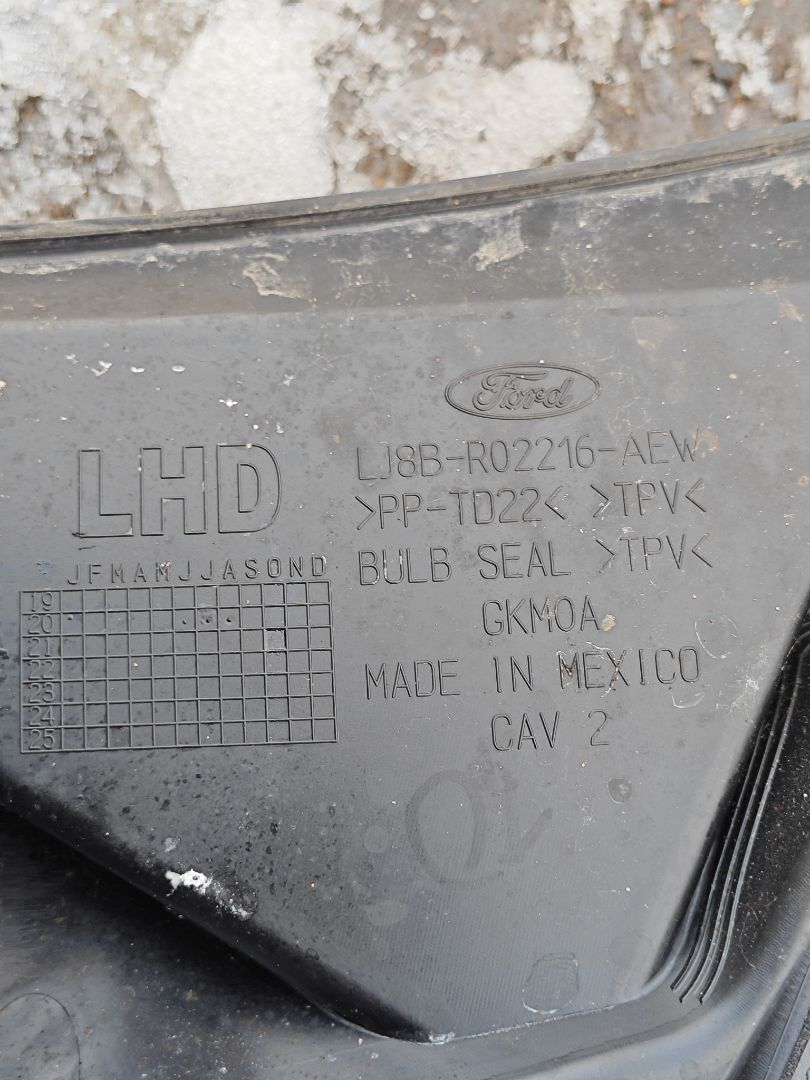 Ford
LHD
LJ8B-R02216-AEW
>PP-TD22< >TPV<
BULB SEAL >TPV<
GKM0A
MADE IN MEXICO
CAV 2
JFMAMJJASOND
19
20
21
22
23
24
25